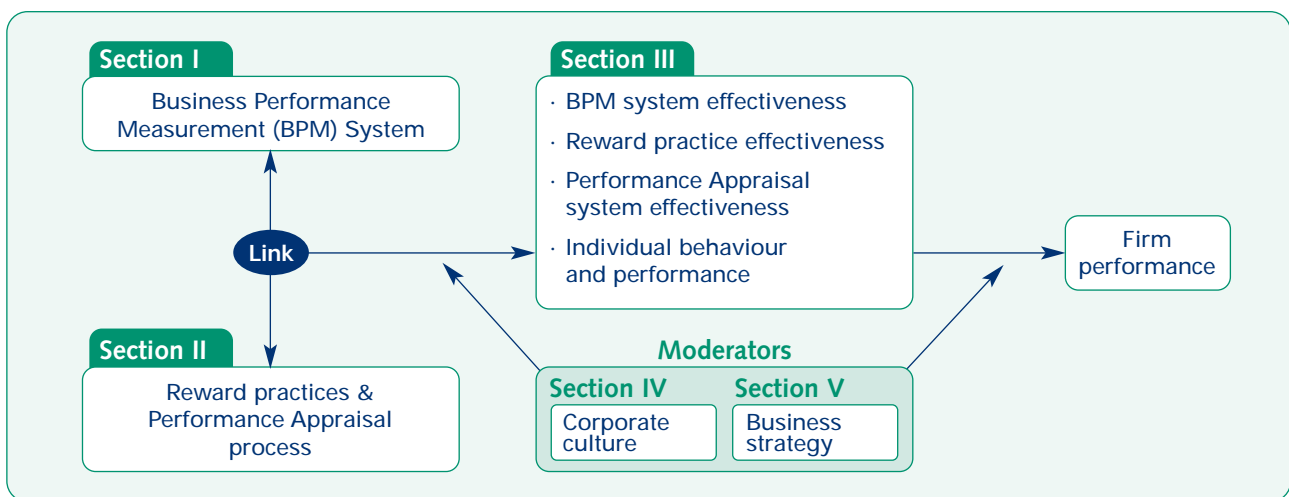 Section I
Business Performance
Measurement (BPM) System
Link
Section II
Reward practices &
Performance Appraisal
process
Section III
· BPM system effectiveness
· Reward practice effectiveness
· Performance Appraisal
system effectiveness
· Individual behaviour
and performance
Moderators
Section IV
Corporate
culture
Section V
Business
strategy
Firm
performance